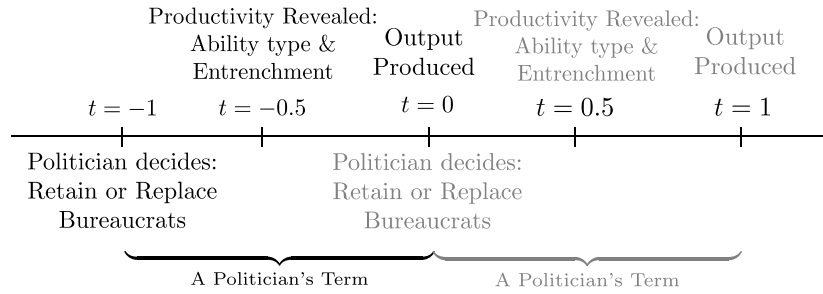 Productivity Revealed:
Ability type &
Entrenchment
Output
Produced
Productivity Revealed:
Ability type &
Entrenchment
Output
Produced
t = −1
t = −0.5
t = 0
t = 0.5
t = 1
Politician decides:
Retain or Replace
Bureaucrats
Politician decides:
Retain or Replace
Bureaucrats
A Politician's Term
A Politician's Term